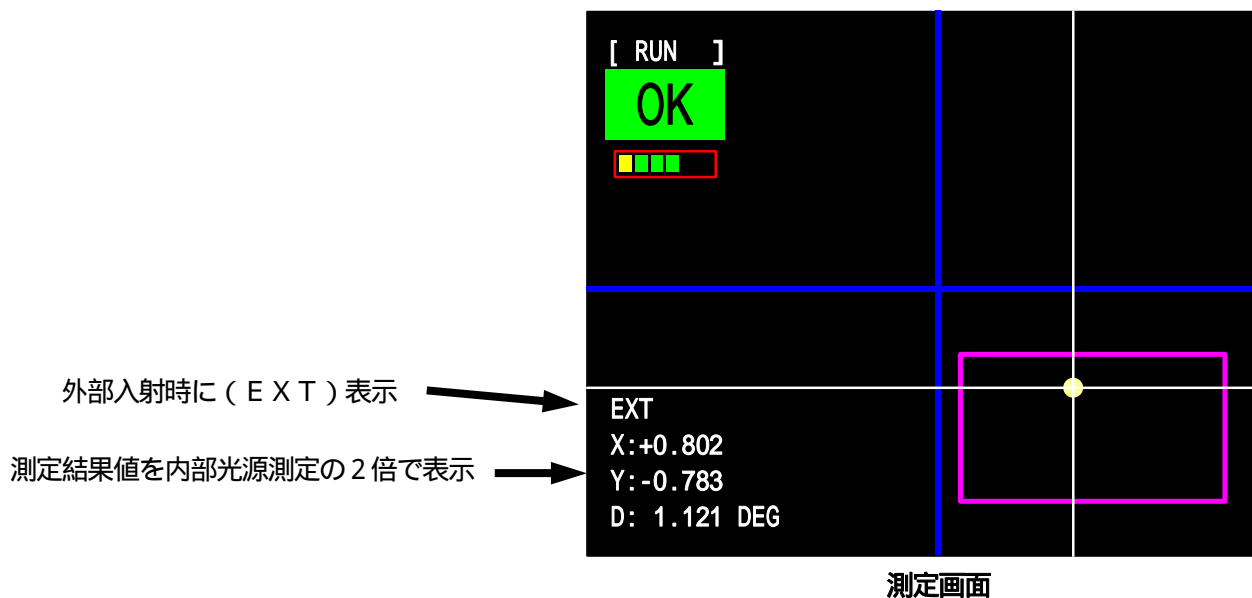 [ RUN ]
OK
外部入射時に（ＥＸＴ）表示
測定結果値を内部光源測定の２倍で表示
EXT
X:+0.802
Y:-0.783
D: 1.121 DEG
測定画面